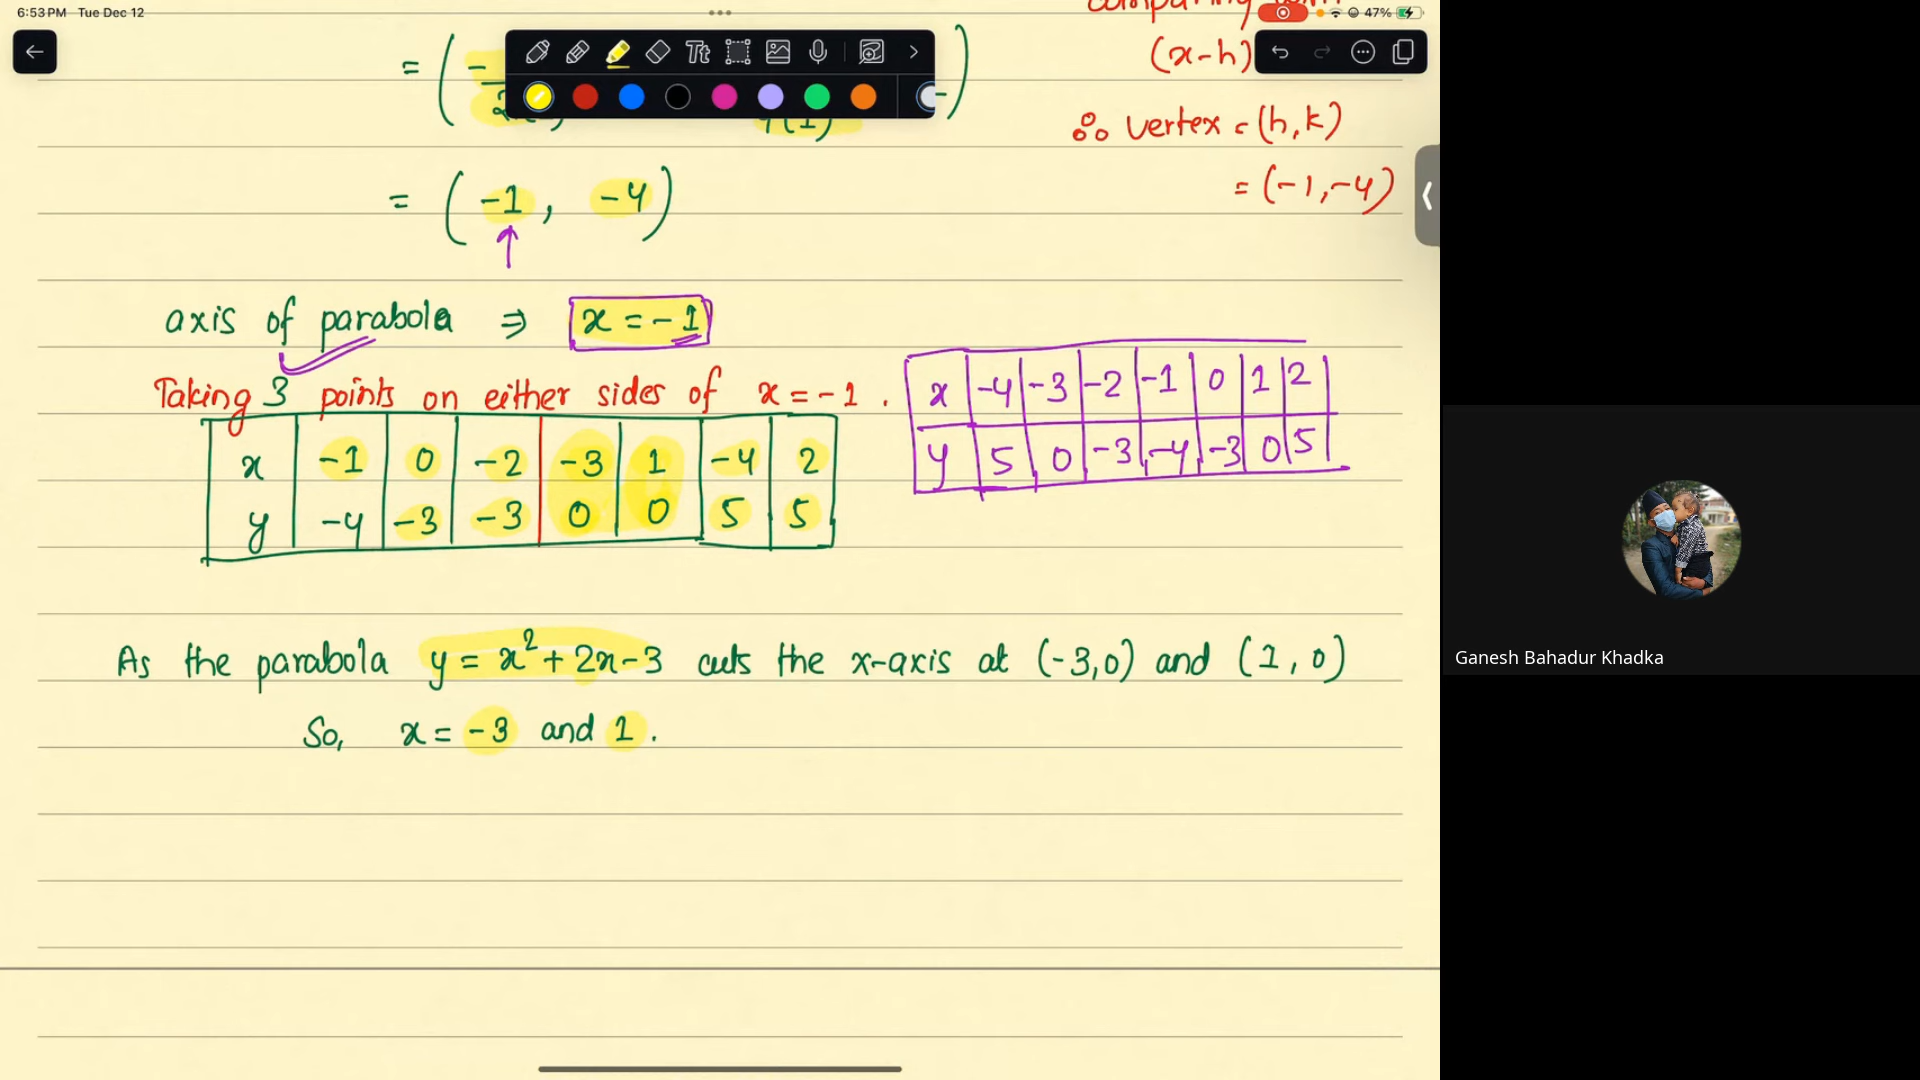 6:53 PM Tue Dec 12
47%
(x-h)
Tt
= ( -
∴ vertex = (h, k)
= (-1, -4)
= ( -1 , -4 )
axis of parabola ⇒ x = -1
Taking 3 points on either sides of x = -1 .
x -4 -3 -2 -1 0 1 2
y 5 0 -3 -4 -3 0 5
x -1 0 -2 -3 1 -4 2
y -4 -3 -3 0 0 5 5
As the parabola y = x² + 2x - 3 cuts the x-axis at (-3, 0) and (1, 0)
So, x = -3 and 1 .
Ganesh Bahadur Khadka